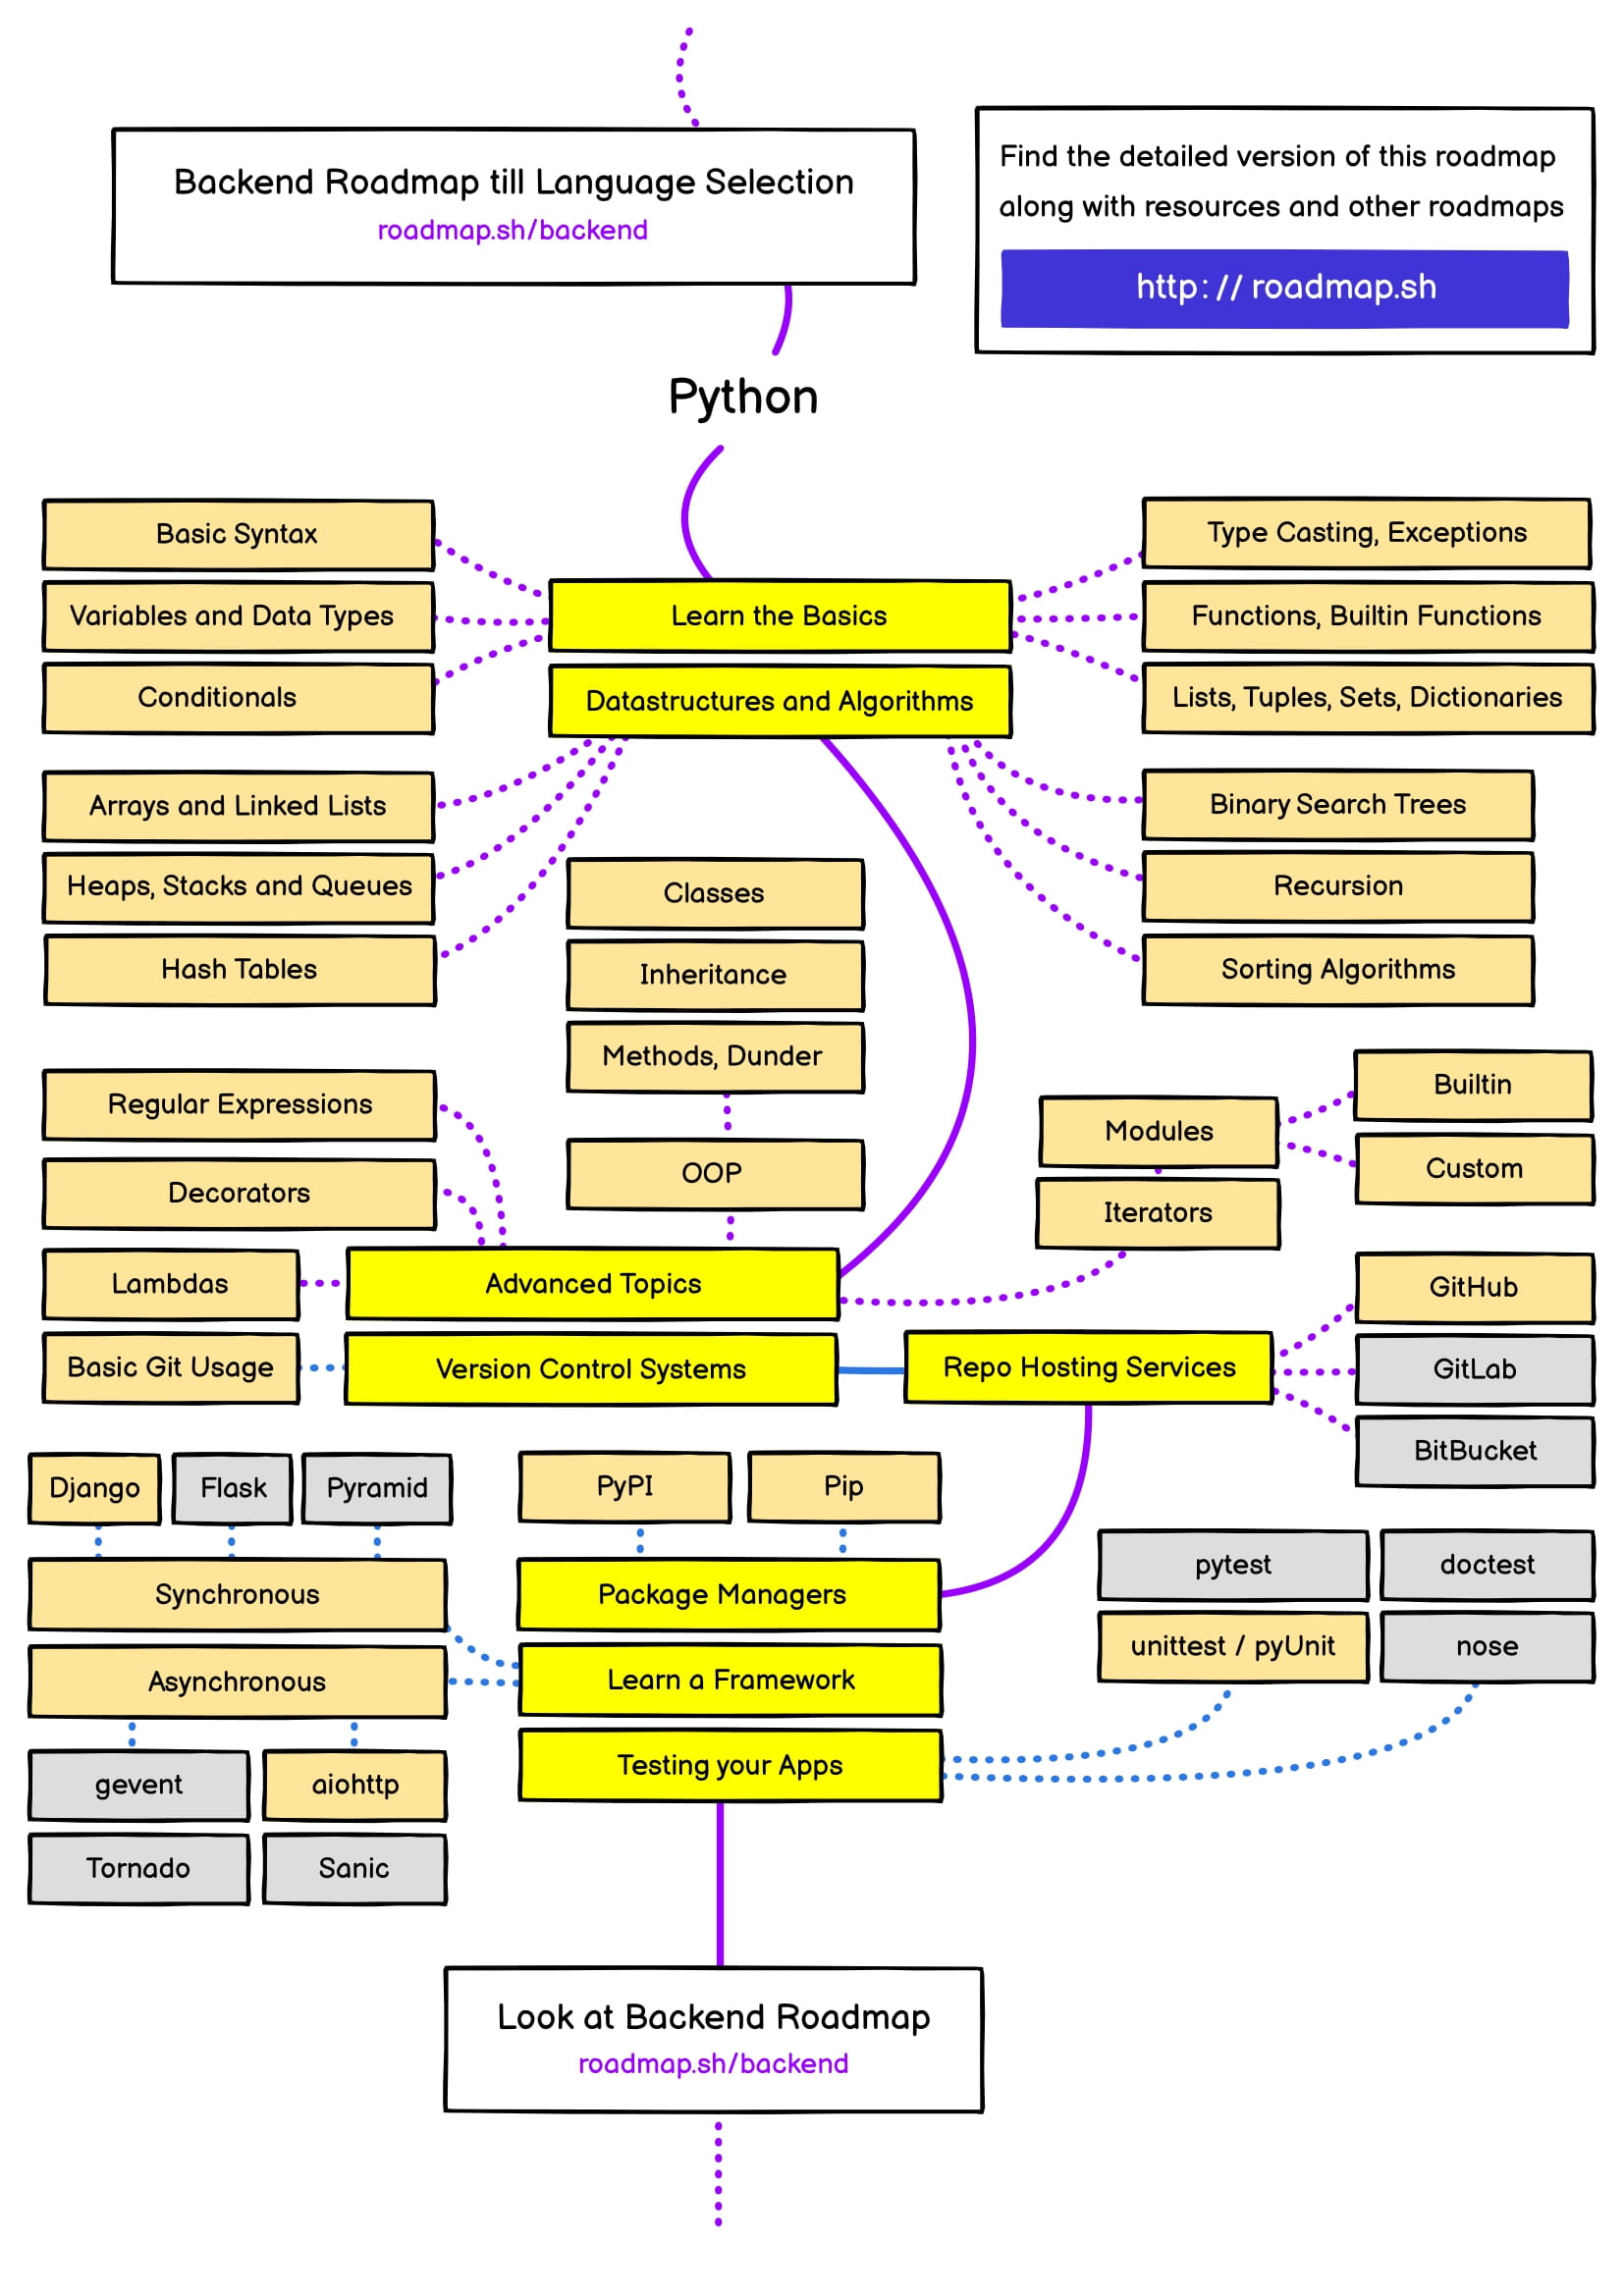 Backend Roadmap till Language Selection
roadmap.sh/backend
Find the detailed version of this roadmap
along with resources and other roadmaps
http: // roadmap.sh
Python
Basic Syntax
Variables and Data Types
Conditionals
Learn the Basics
Datastructures and Algorithms
Type Casting, Exceptions
Functions, Builtin Functions
Lists, Tuples, Sets, Dictionaries
Arrays and Linked Lists
Heaps, Stacks and Queues
Hash Tables
Classes
Inheritance
Methods, Dunder
OOP
Binary Search Trees
Recursion
Sorting Algorithms
Regular Expressions
Decorators
Lambdas
Advanced Topics
Modules
Iterators
Builtin
Custom
Basic Git Usage
Version Control Systems
Repo Hosting Services
GitHub
GitLab
BitBucket
Django
Flask
Pyramid
Synchronous
Asynchronous
gevent
aiohttp
Tornado
Sanic
PyPI
Pip
Package Managers
Learn a Framework
Testing your Apps
pytest
doctest
unittest / pyUnit
nose
Look at Backend Roadmap
roadmap.sh/backend